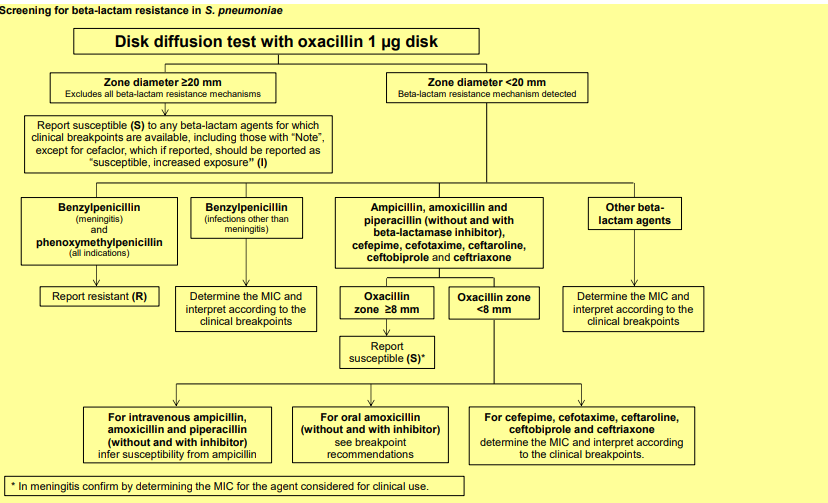 Screening for beta-lactam resistance in S. pneumoniae
Disk diffusion test with oxacillin 1 µg disk
Zone diameter ≥20 mm
Excludes all beta-lactam resistance mechanisms
Zone diameter <20 mm
Beta-lactam resistance mechanism detected
Report susceptible (S) to any beta-lactam agents for which
clinical breakpoints are available, including those with “Note”,
except for cefaclor, which if reported, should be reported as
“susceptible, increased exposure” (I)
Benzylpenicillin
(meningitis)
and
phenoxymethylpenicillin
(all indications)
Benzylpenicillin
(infections other than
meningitis)
Ampicillin, amoxicillin and
piperacillin (without and with
beta-lactamase inhibitor),
cefepime, cefotaxime, ceftaroline,
ceftobiprole and ceftriaxone
Other beta-
lactam agents
Report resistant (R)
Determine the MIC and
interpret according to the
clinical breakpoints
Oxacillin
zone ≥8 mm
Oxacillin zone
<8 mm
Determine the MIC and
interpret according to the
clinical breakpoints
Report
susceptible (S)*
For intravenous ampicillin,
amoxicillin and piperacillin
(without and with inhibitor)
infer susceptibility from ampicillin
For oral amoxicillin
(without and with inhibitor)
see breakpoint
recommendations
For cefepime, cefotaxime, ceftaroline,
ceftobiprole and ceftriaxone
determine the MIC and interpret according
to the clinical breakpoints.
* In meningitis confirm by determining the MIC for the agent considered for clinical use.